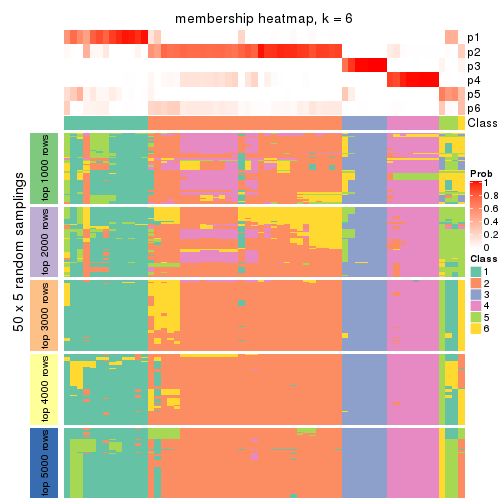 membership heatmap, k = 6
p1
p2
p3
p4
p5
p6
Class
50 x 5 random samplings
top 1000 rows
top 2000 rows
top 3000 rows
top 4000 rows
top 5000 rows
Prob
1
0.8
0.6
0.4
0.2
0
Class
1
2
3
4
5
6